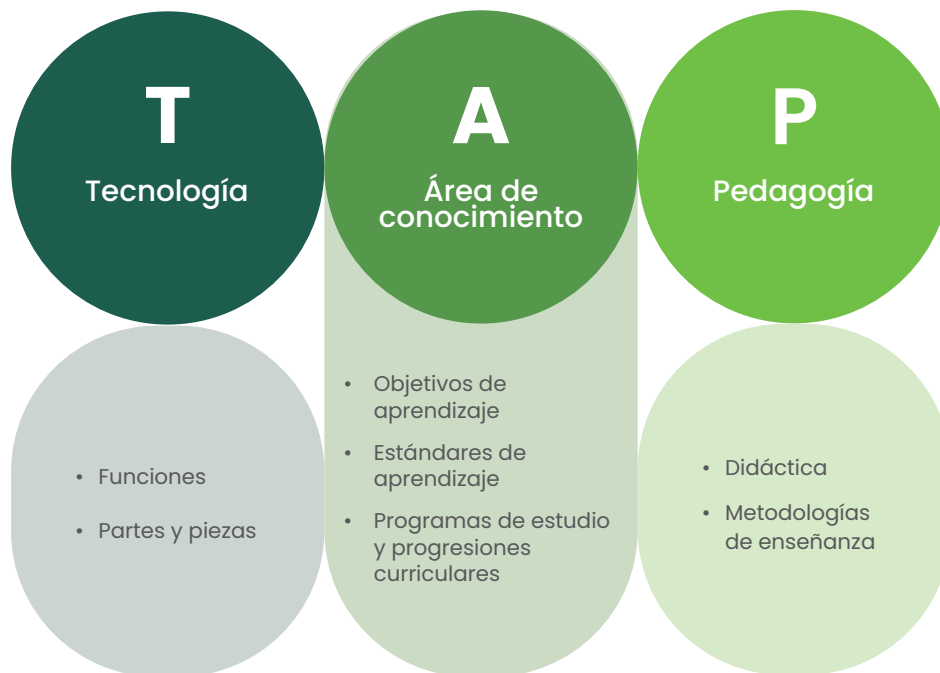 T
Tecnología
• Funciones
• Partes y piezas
A
Área de
conocimiento
• Objetivos de
aprendizaje
• Estándares de
aprendizaje
• Programas de estudio
y progresiones
curriculares
P
Pedagogía
• Didáctica
• Metodologías
de enseñanza